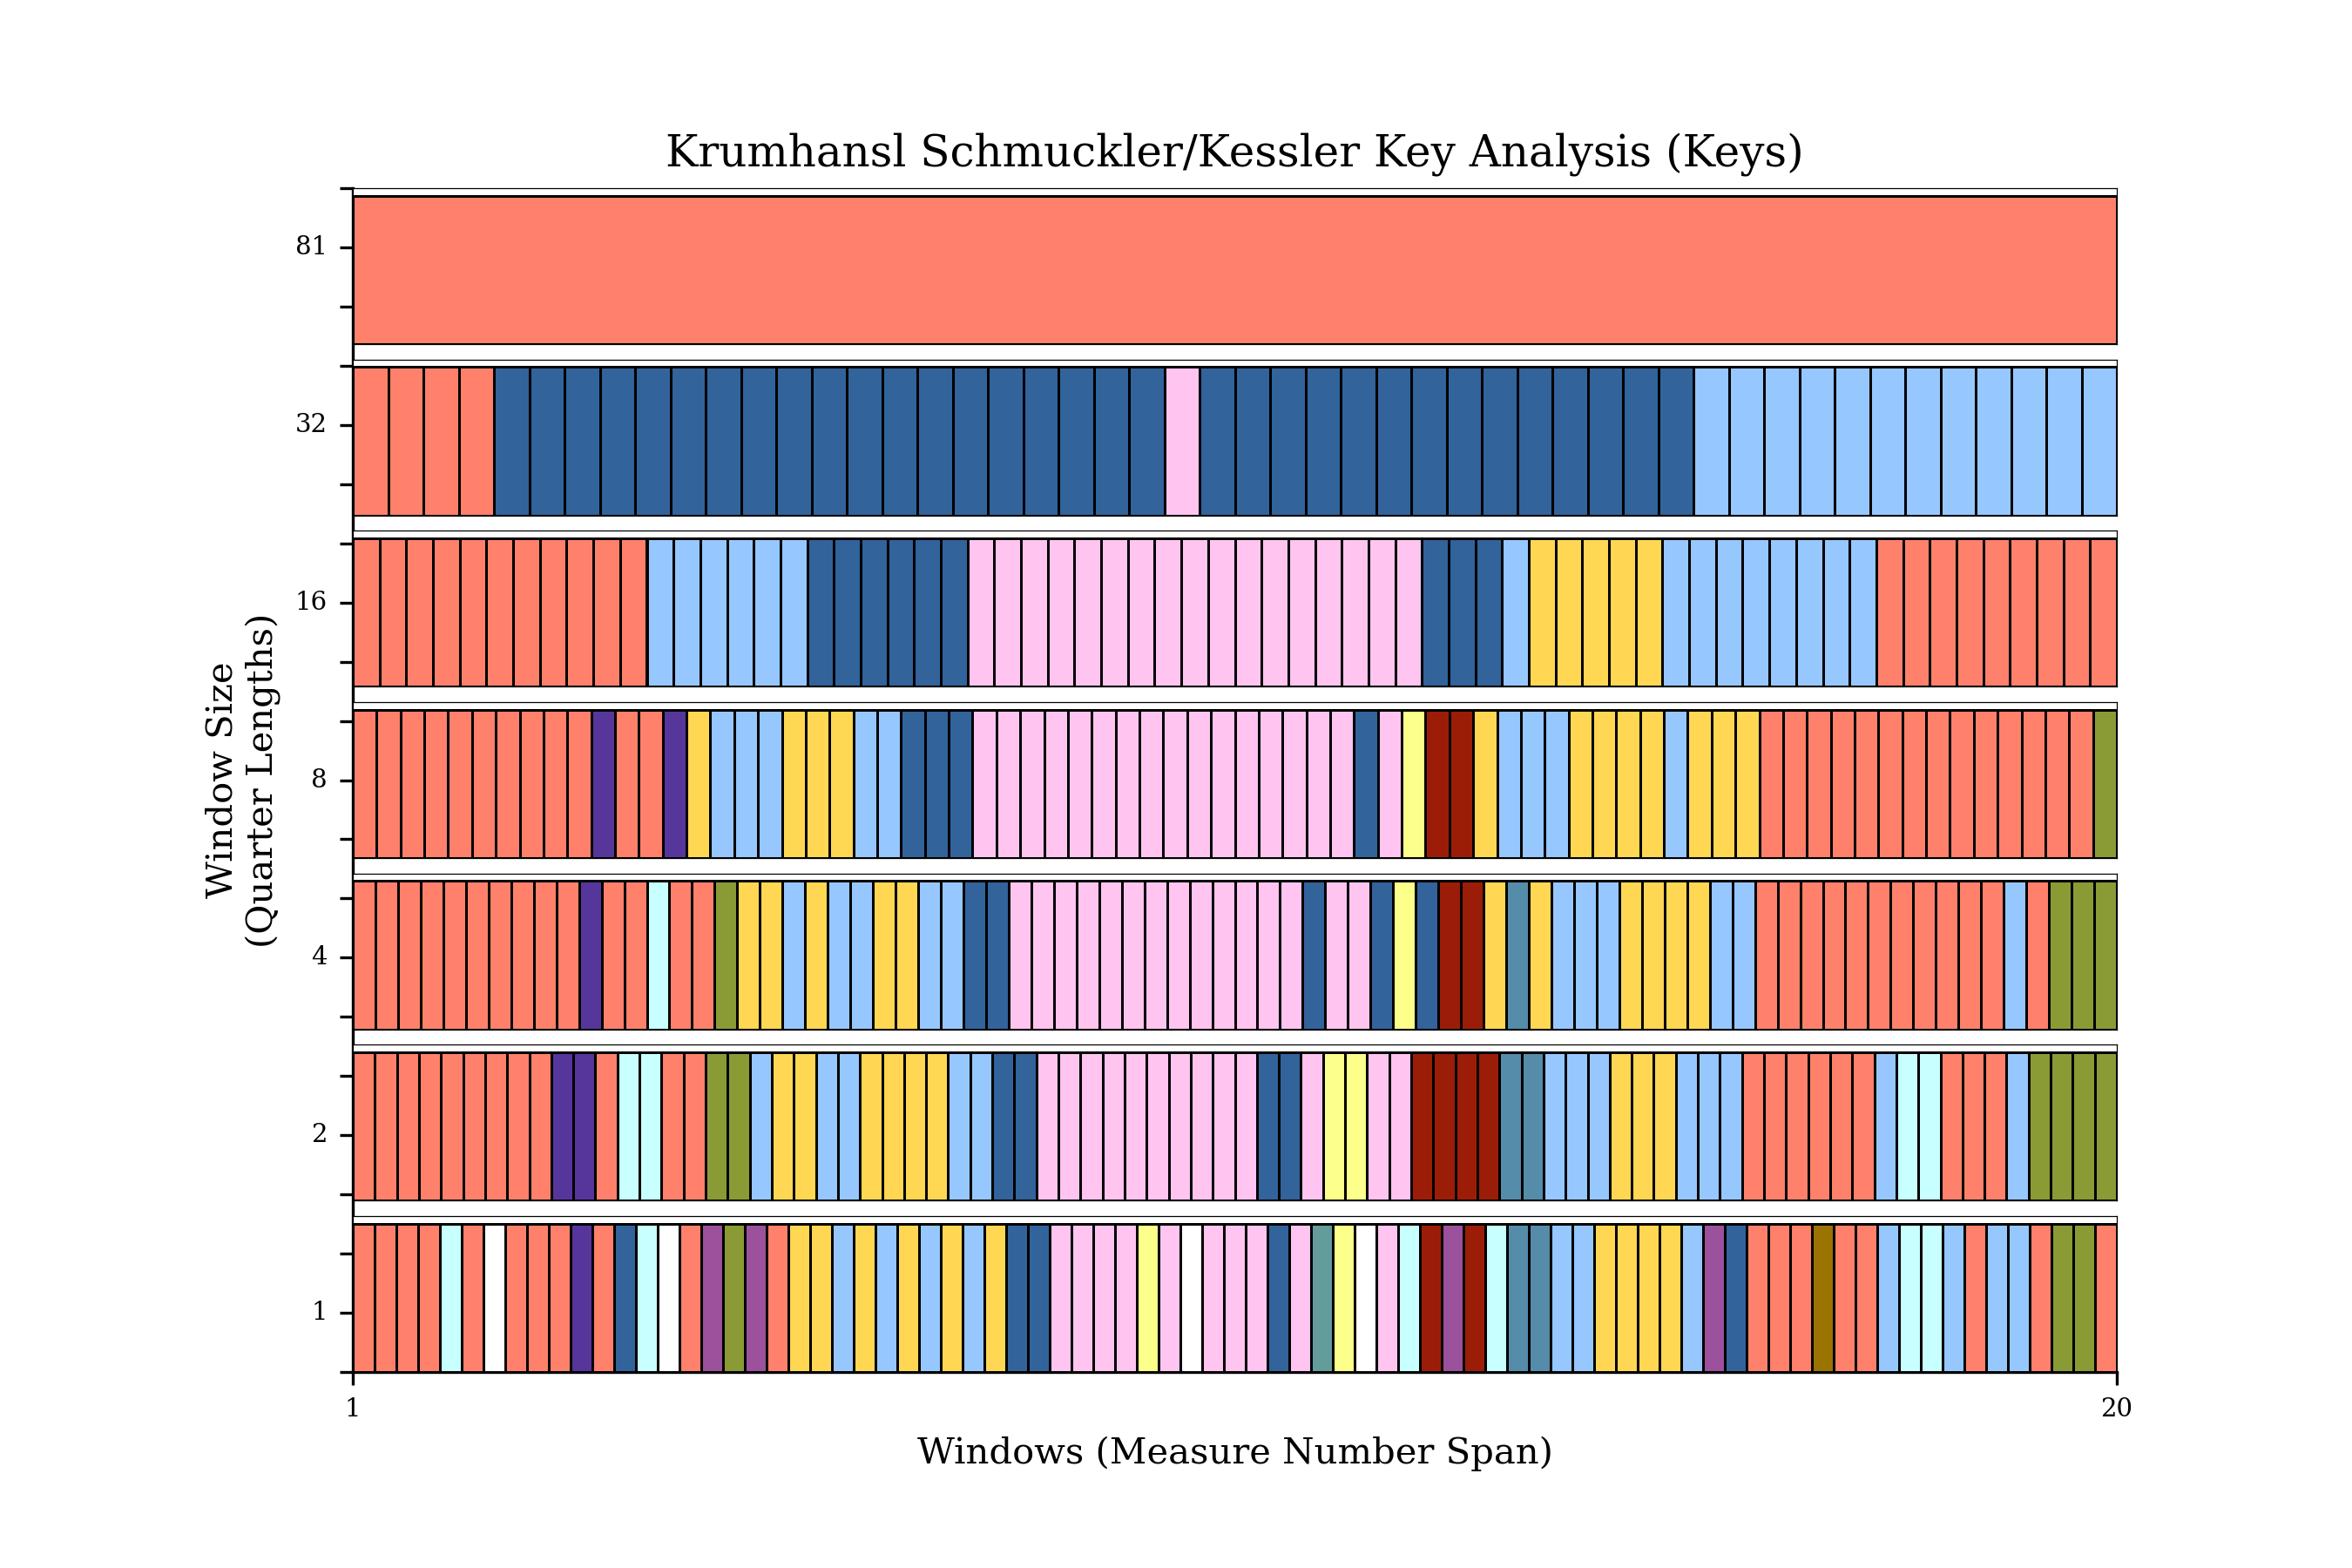 Krumhansl Schmuckler/Kessler Key Analysis (Keys)
81
32
16
8
4
2
1
Window Size
(Quarter Lengths)
1
20
Windows (Measure Number Span)